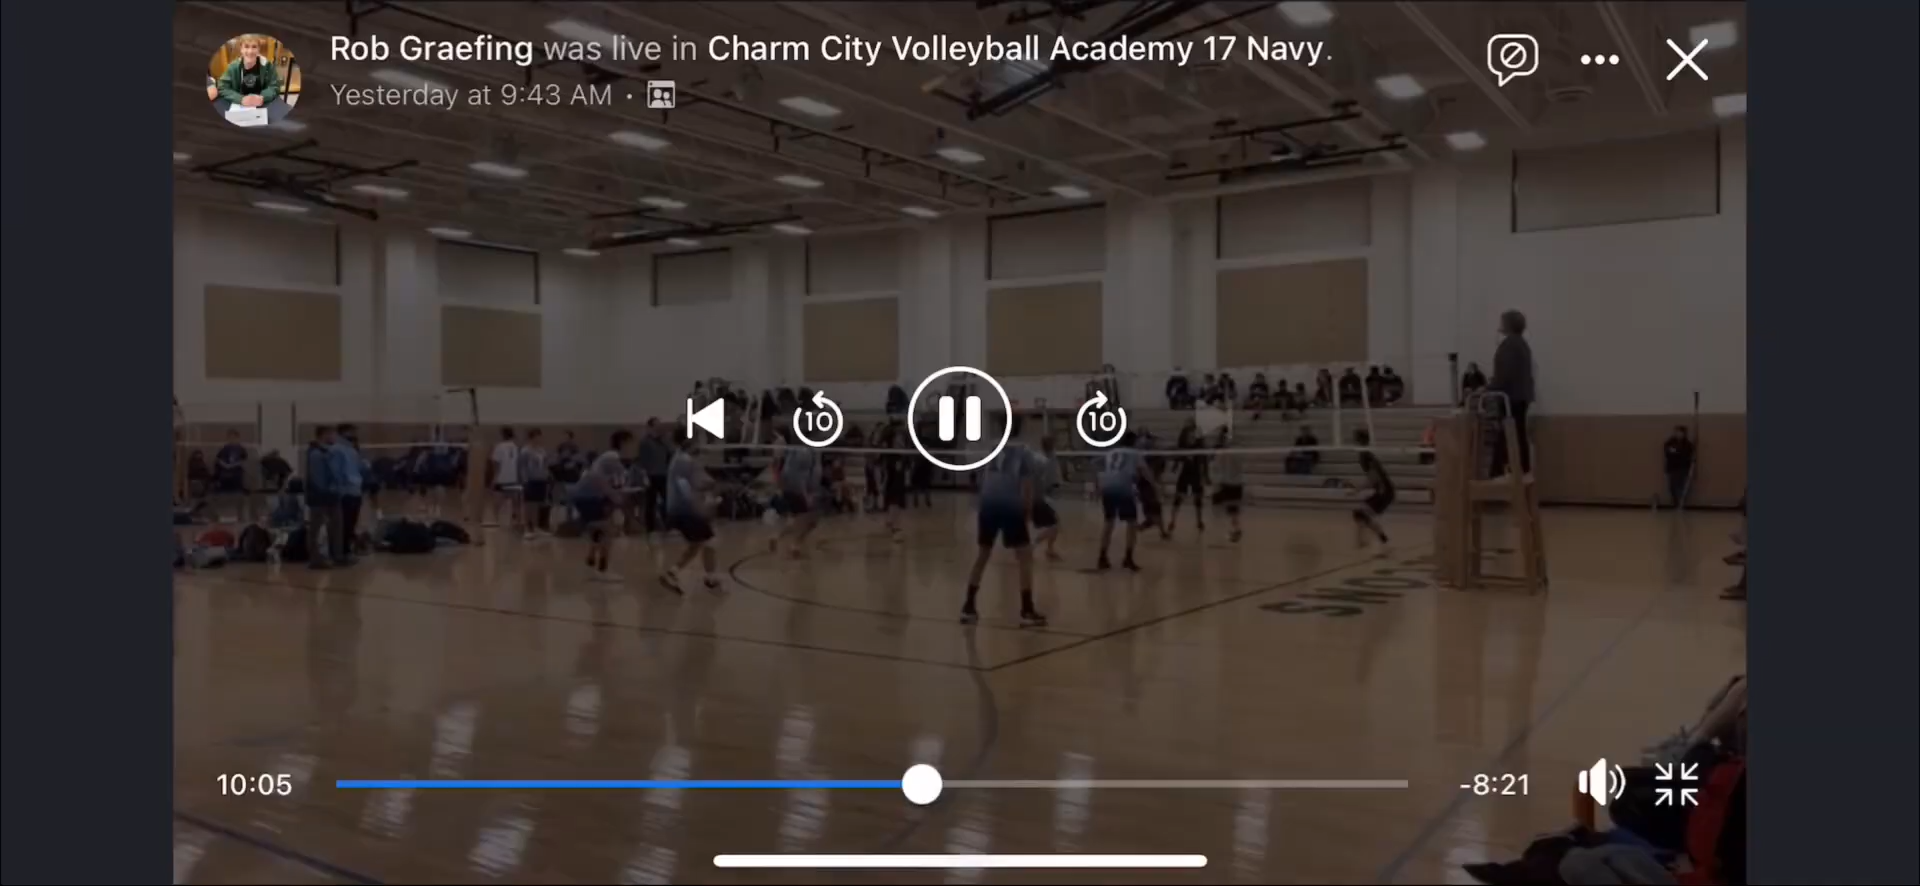 Rob Graefing was live in Charm City Volleyball Academy 17 Navy.
Yesterday at 9:43 AM ·
10
10
10:05
-8:21